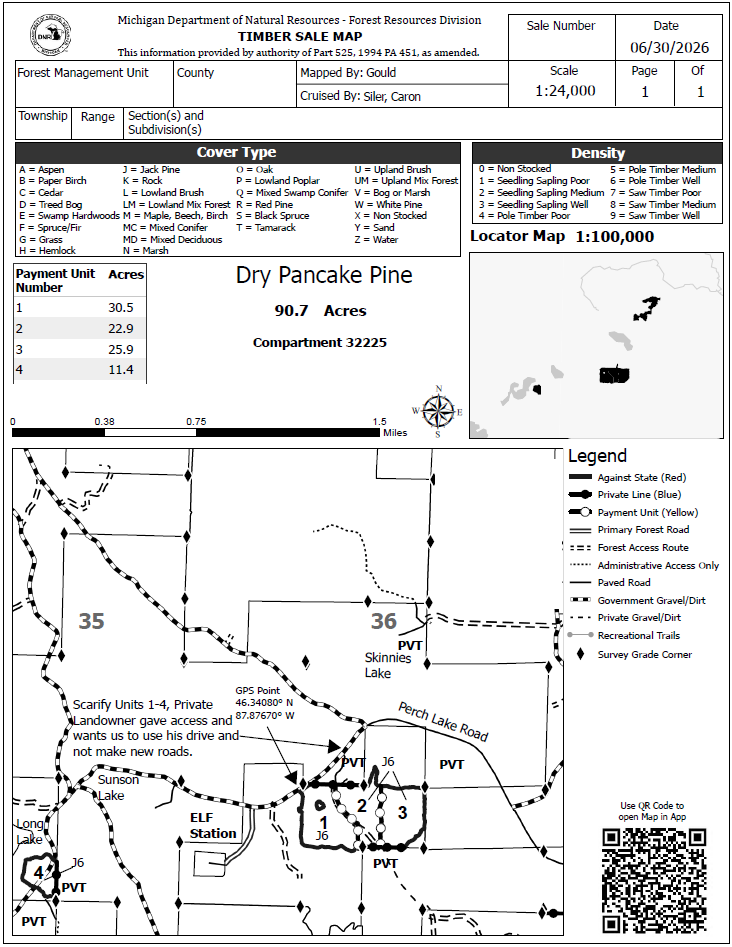 Michigan Department of Natural Resources - Forest Resources Division
TIMBER SALE MAP
This information provided by authority of Part 525, 1994 PA 451, as amended.
DNR
Sale Number
Date
06/30/2026
Forest Management Unit
County
Mapped By: Gould
Cruised By: Siler, Caron
Scale
1:24,000
Page
1
Of
1
Township
Range
Section(s) and
Subdivision(s)
Cover Type
A = Aspen
B = Paper Birch
C = Cedar
D = Treed Bog
E = Swamp Hardwoods
F = Spruce/Fir
G = Grass
H = Hemlock
J = Jack Pine
K = Rock
L = Lowland Brush
LM = Lowland Mix Forest
M = Maple, Beech, Birch
MC = Mixed Conifer
MD = Mixed Deciduous
N = Marsh
O = Oak
P = Lowland Poplar
Q = Mixed Swamp Conifer
R = Red Pine
S = Black Spruce
T = Tamarack
U = Upland Brush
UM = Upland Mix Forest
V = Bog or Marsh
W = White Pine
X = Non Stocked
Y = Sand
Z = Water
Density
0 = Non Stocked
1 = Seedling Sapling Poor
2 = Seedling Sapling Medium
3 = Seedling Sapling Well
4 = Pole Timber Poor
5 = Pole Timber Medium
6 = Pole Timber Well
7 = Saw Timber Poor
8 = Saw Timber Medium
9 = Saw Timber Well
Locator Map 1:100,000
Payment Unit Number Acres
1 30.5
2 22.9
3 25.9
4 11.4
Dry Pancake Pine
90.7 Acres
Compartment 32225
N
W E
S
0 0.38 0.75 1.5
Miles
35
36
PVT
Skinnies
Lake
GPS Point
46.34080° N
87.87670° W
Scarify Units 1-4, Private
Landowner gave access and
wants us to use his drive and
not make new roads.
Perch Lake Road
PVT
J6
PVT
Sunson
Lake
2
3
1
J6
ELF
Station
Long
Lake
PVT
J6
4
PVT
PVT
Legend
Against State (Red)
Private Line (Blue)
Payment Unit (Yellow)
Primary Forest Road
Forest Access Route
Administrative Access Only
Paved Road
Government Gravel/Dirt
Private Gravel/Dirt
Recreational Trails
Survey Grade Corner
Use QR Code to
open Map in App